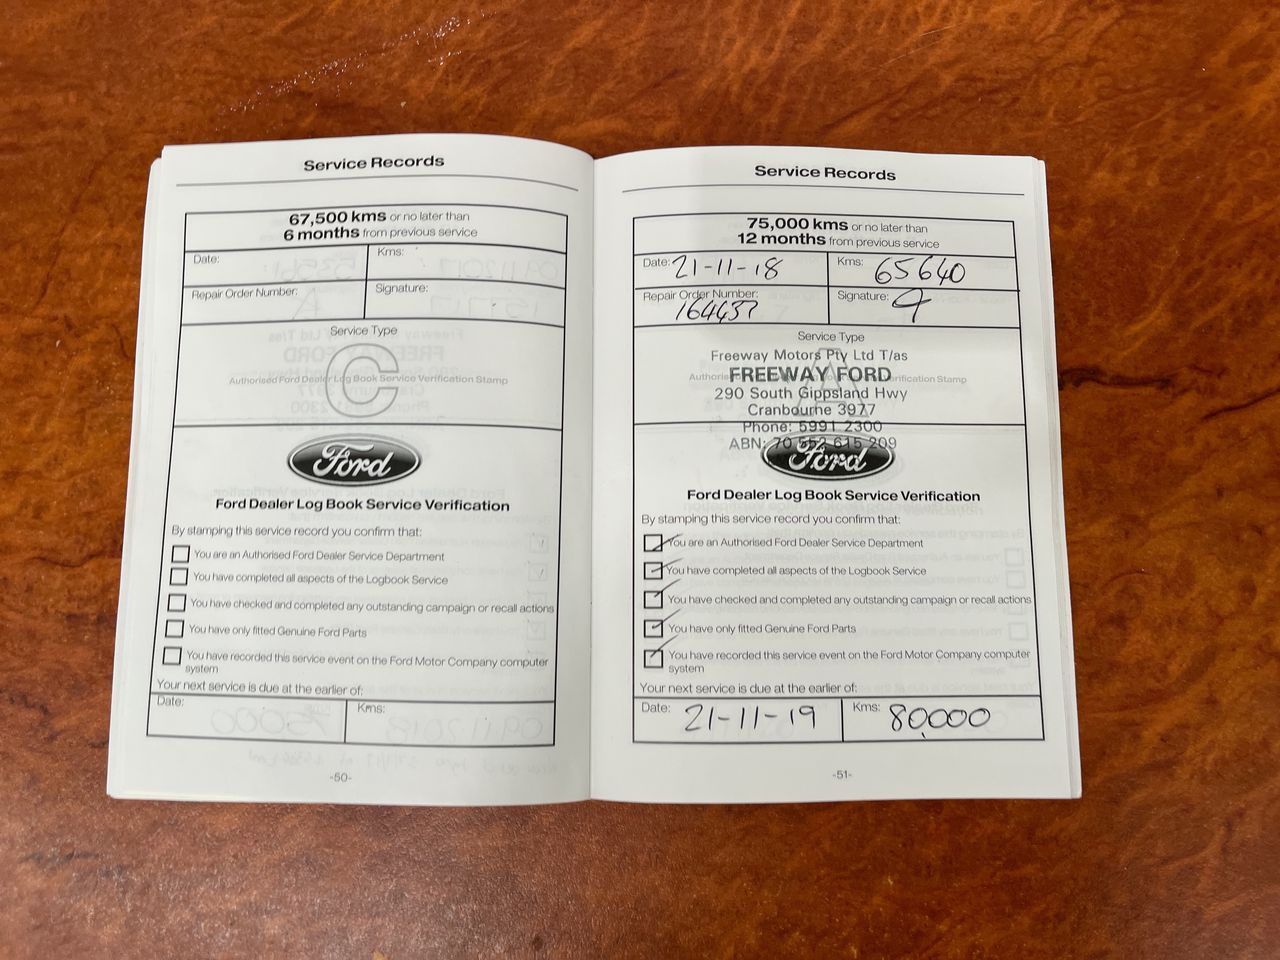 Service Records
67,500 kms or no later than
6 months from previous service
Date:
Kms:
Repair Order Number:
Signature:
Service Type
C
Authorised Ford Dealer Log Book Service Verification Stamp
Ford
Ford Dealer Log Book Service Verification
By stamping this service record you confirm that:
You are an Authorised Ford Dealer Service Department
You have completed all aspects of the Logbook Service
You have checked and completed any outstanding campaign or recall actions
You have only fitted Genuine Ford Parts
You have recorded this service event on the Ford Motor Company computer
system
Your next service is due at the earlier of:
Date:
Kms:
-50-
Service Records
75,000 kms or no later than
12 months from previous service
Date: 21-11-18
Kms: 65640
Repair Order Number:
164437
Signature:
Service Type
A
Freeway Motors Pty Ltd T/as
FREEWAY FORD
290 South Gippsland Hwy
Cranbourne 3977
Phone: 5991 2300
ABN: 70 552 615 209
Ford
Ford Dealer Log Book Service Verification
By stamping this service record you confirm that:
You are an Authorised Ford Dealer Service Department
You have completed all aspects of the Logbook Service
You have checked and completed any outstanding campaign or recall actions
You have only fitted Genuine Ford Parts
You have recorded this service event on the Ford Motor Company computer
system
Your next service is due at the earlier of:
Date: 21-11-19
Kms: 80,000
-51-